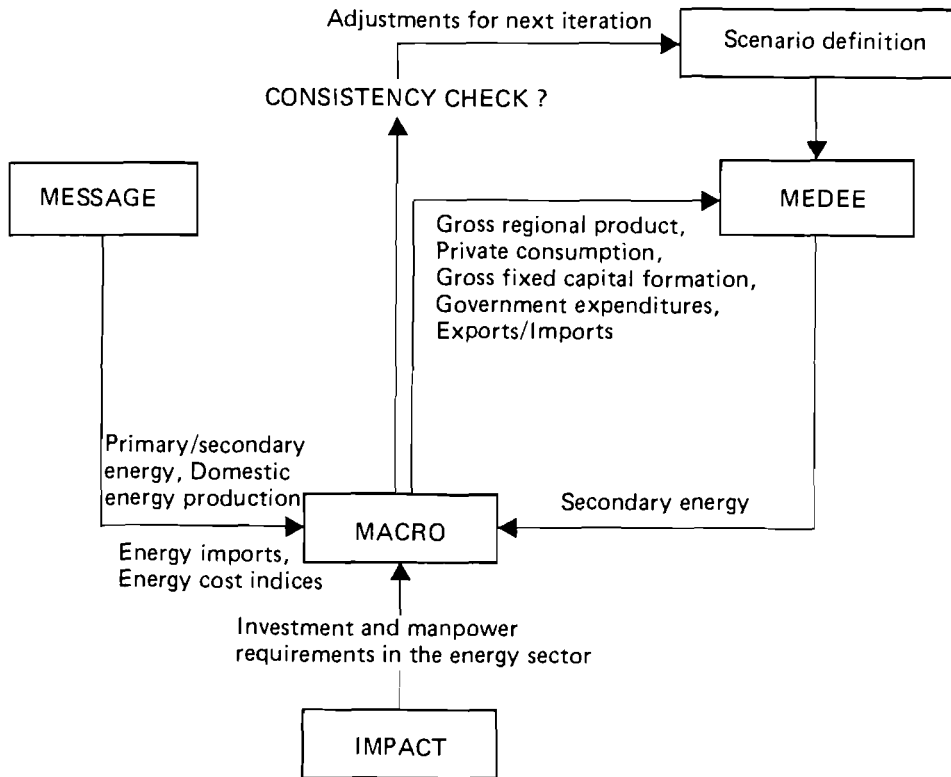 Adjustments for next iteration
Scenario definition
CONSISTENCY CHECK ?
MESSAGE
MEDEE
Gross regional product,
Private consumption,
Gross fixed capital formation,
Government expenditures,
Exports/Imports
Primary/secondary
energy, Domestic
energy production
Secondary energy
MACRO
Energy imports,
Energy cost indices
Investment and manpower
requirements in the energy sector
IMPACT